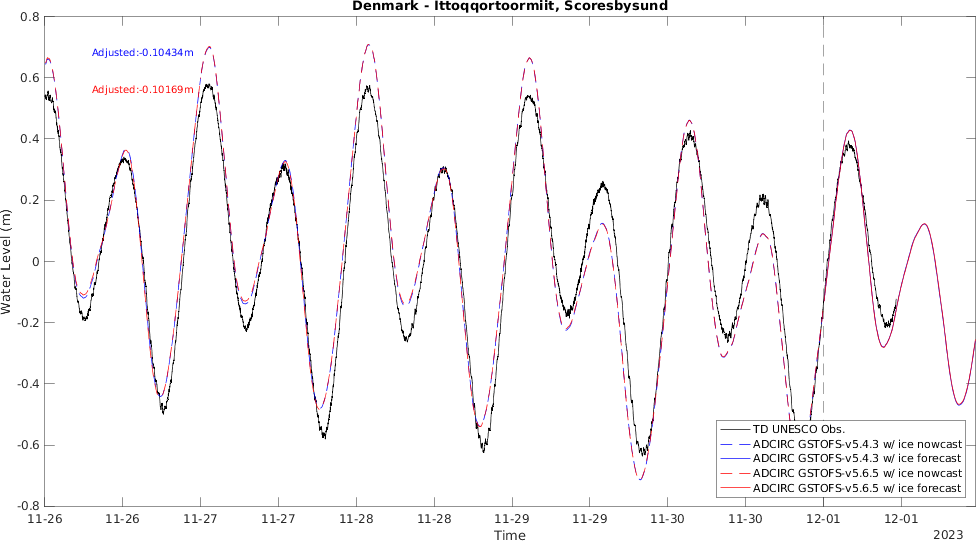 Denmark - Ittoqqortoormiit, Scoresbysund
0.8
Adjusted:-0.10434m
0.6
Adjusted:-0.10169m
0.4
0.2
0
-0.2
-0.4
-0.6
-0.8
Water Level (m)
TD UNESCO Obs.
ADCIRC GSTOFS-v5.4.3 w/ ice nowcast
ADCIRC GSTOFS-v5.4.3 w/ ice forecast
ADCIRC GSTOFS-v5.6.5 w/ ice nowcast
ADCIRC GSTOFS-v5.6.5 w/ ice forecast
11-26 11-26 11-27 11-27 11-28 11-28 11-29 11-29 11-30 11-30 12-01 12-01
Time
2023